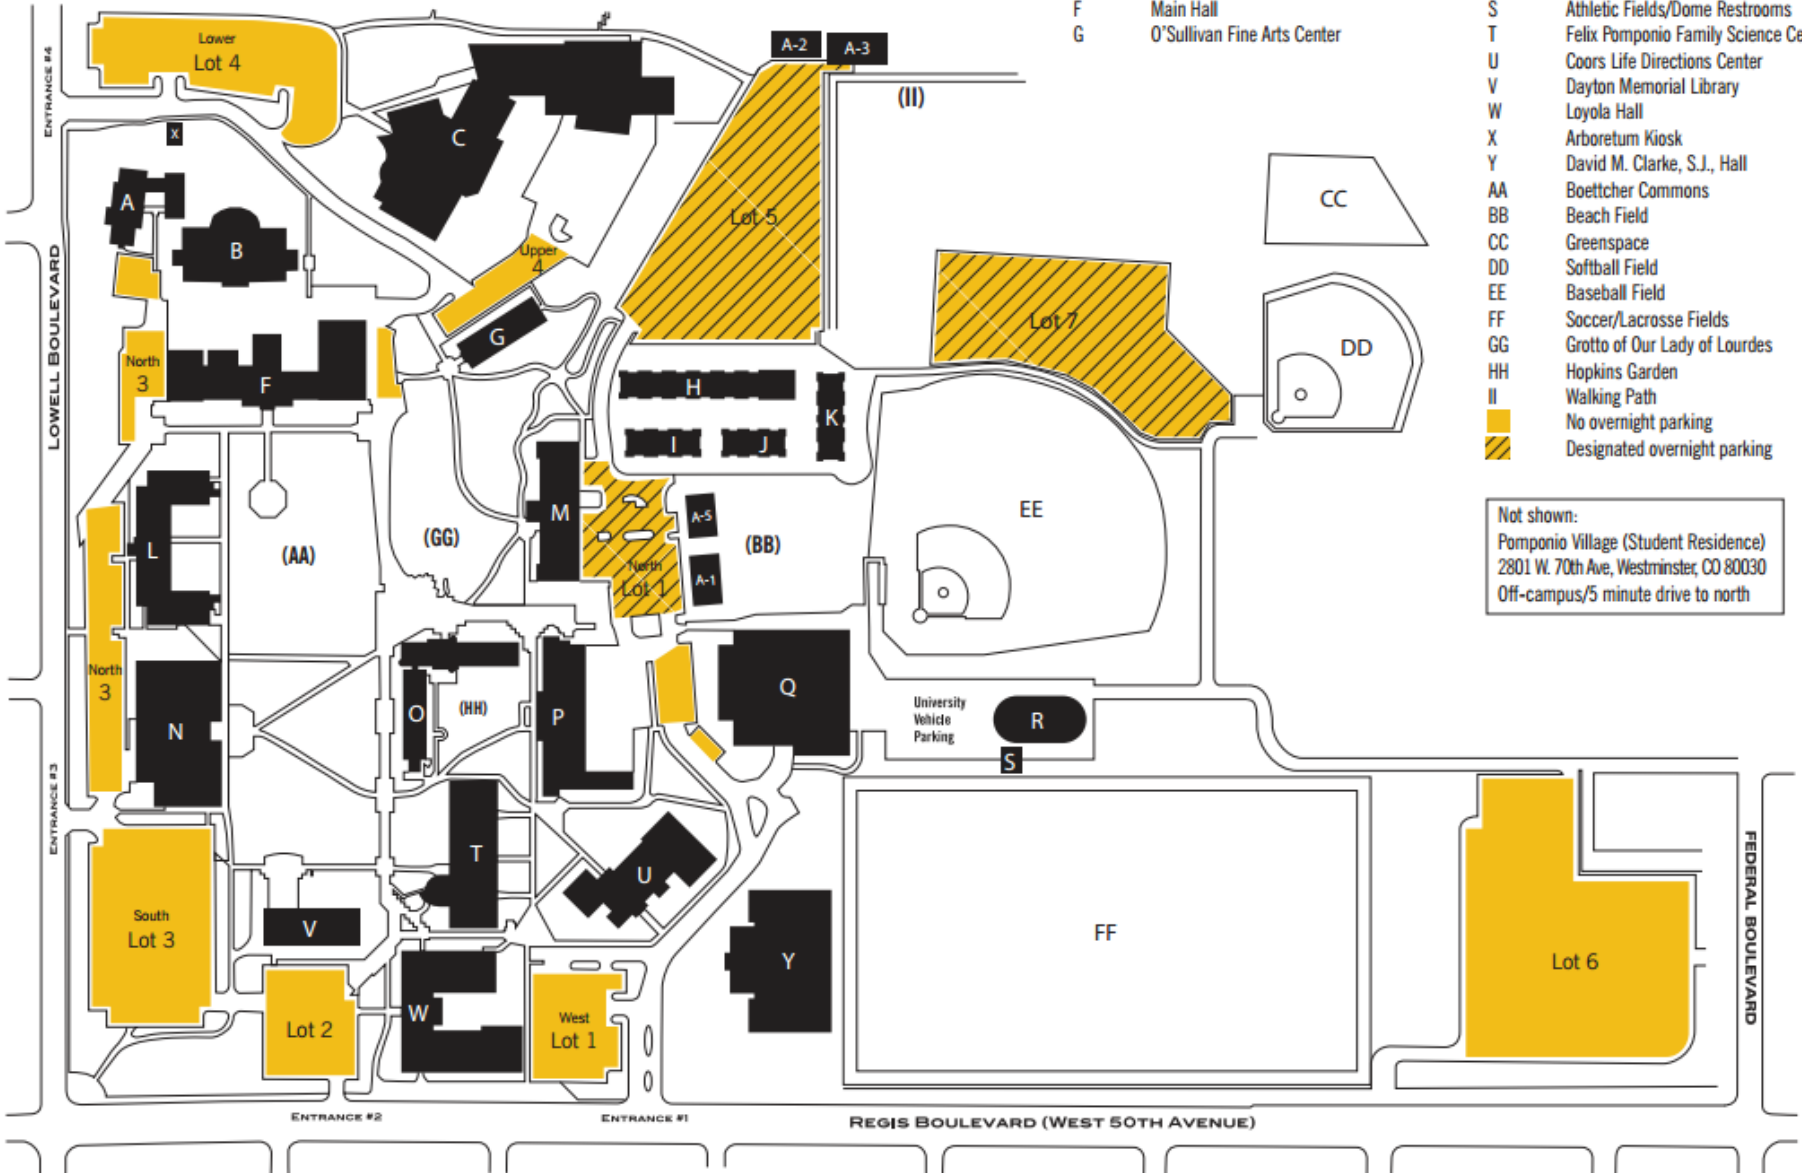 F Main Hall
G O'Sullivan Fine Arts Center
S Athletic Fields/Dome Restrooms
T Felix Pomponio Family Science Ce
U Coors Life Directions Center
V Dayton Memorial Library
W Loyola Hall
X Arboretum Kiosk
Y David M. Clarke, S.J., Hall
AA Boettcher Commons
BB Beach Field
CC Greenspace
DD Softball Field
EE Baseball Field
FF Soccer/Lacrosse Fields
GG Grotto of Our Lady of Lourdes
HH Hopkins Garden
II Walking Path
No overnight parking
Designated overnight parking
Not shown:
Pomponio Village (Student Residence)
2801 W. 70th Ave, Westminster, CO 80030
Off-campus/5 minute drive to north
Lower
Lot 4
ENTRANCE #4
A-2
A-3
(II)
X
C
A
B
Lot 5
Upper
4
CC
LOWELL BOULEVARD
G
Lot 7
DD
North
3
F
H
K
I
J
M
A-5
(BB)
EE
L
(AA)
(GG)
North
Lot 1
A-1
North
3
N
O
(HH)
P
Q
University
Vehicle
Parking
R
S
ENTRANCE #3
T
U
South
Lot 3
V
Y
FF
Lot 6
FEDERAL BOULEVARD
Lot 2
W
West
Lot 1
ENTRANCE #2
ENTRANCE #1
REGIS BOULEVARD (WEST 50TH AVENUE)